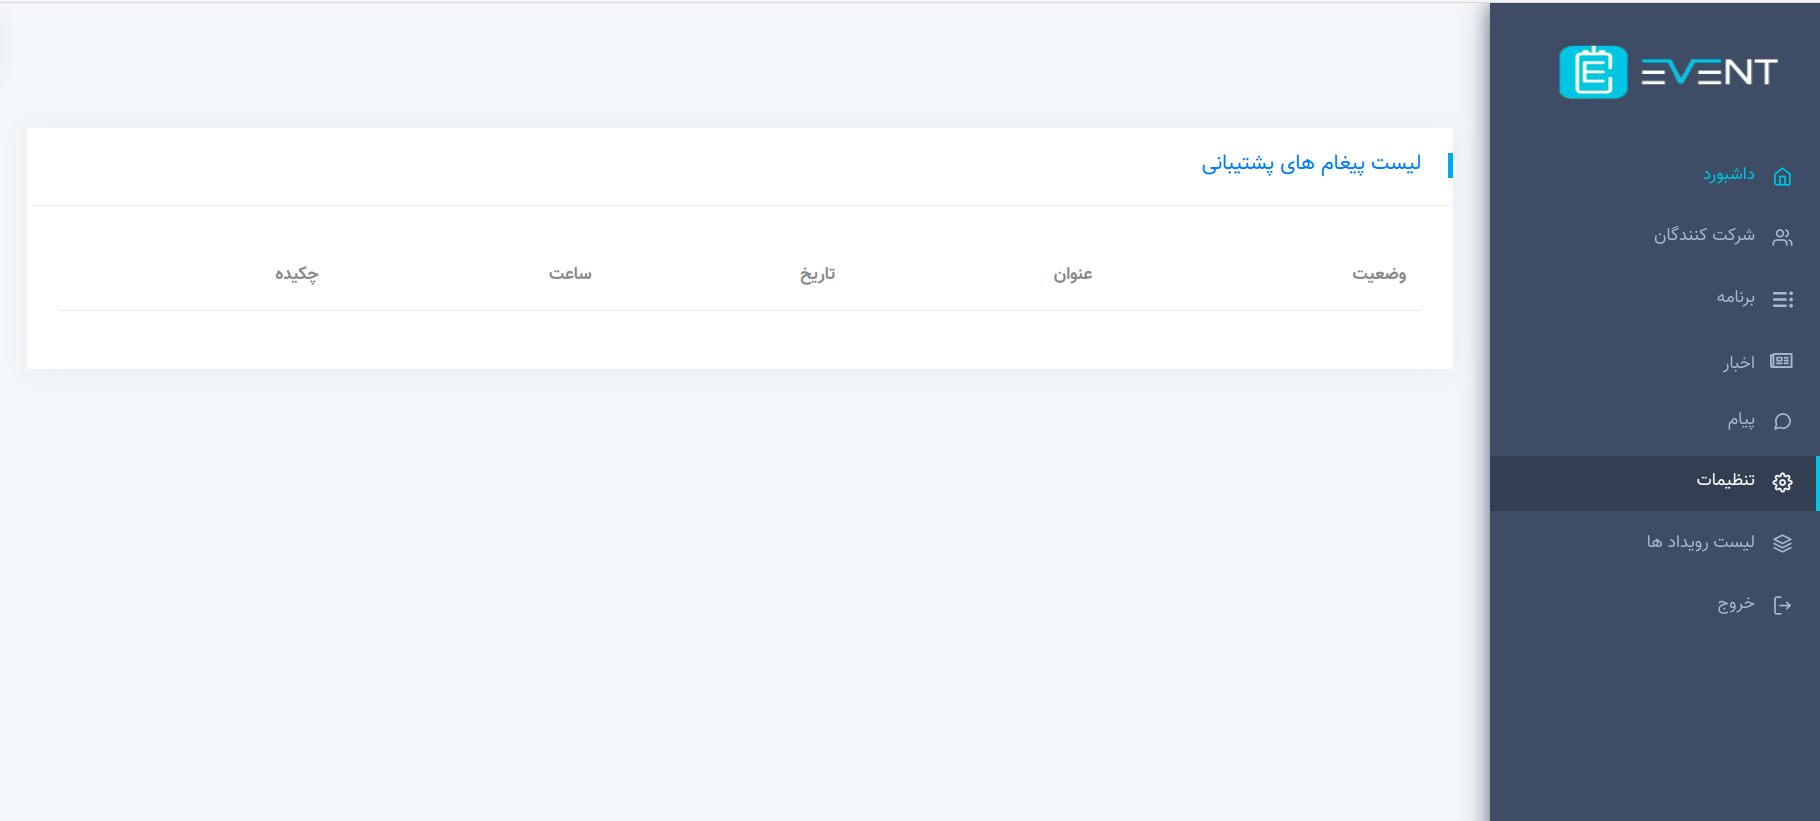 EVENT
داشبورد
شرکت کنندگان
برنامه
اخبار
پیام
تنظیمات
لیست رویداد ها
خروج
لیست پیغام های پشتیبانی
وضعیت عنوان تاریخ ساعت چکیده